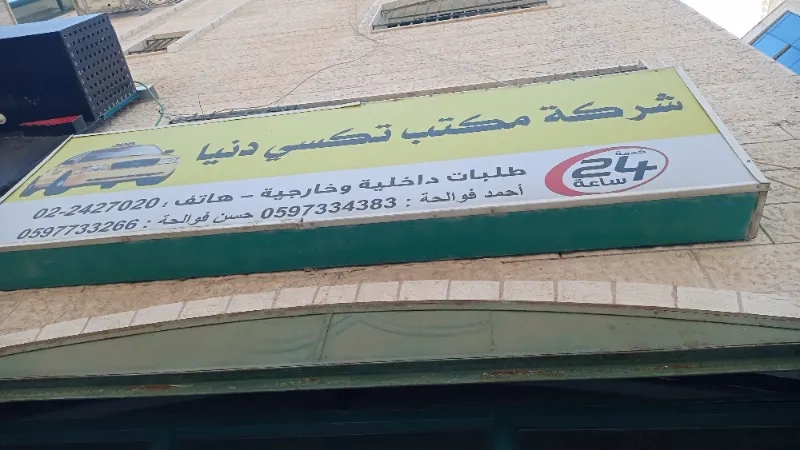 شركة مكتب تكسي دنيا
خدمة
24
ساعة
طلبات داخلية وخارجية - هاتف : 02-2427020
أحمد فوالحة : 0597334383 حسن فوالحة : 0597733266